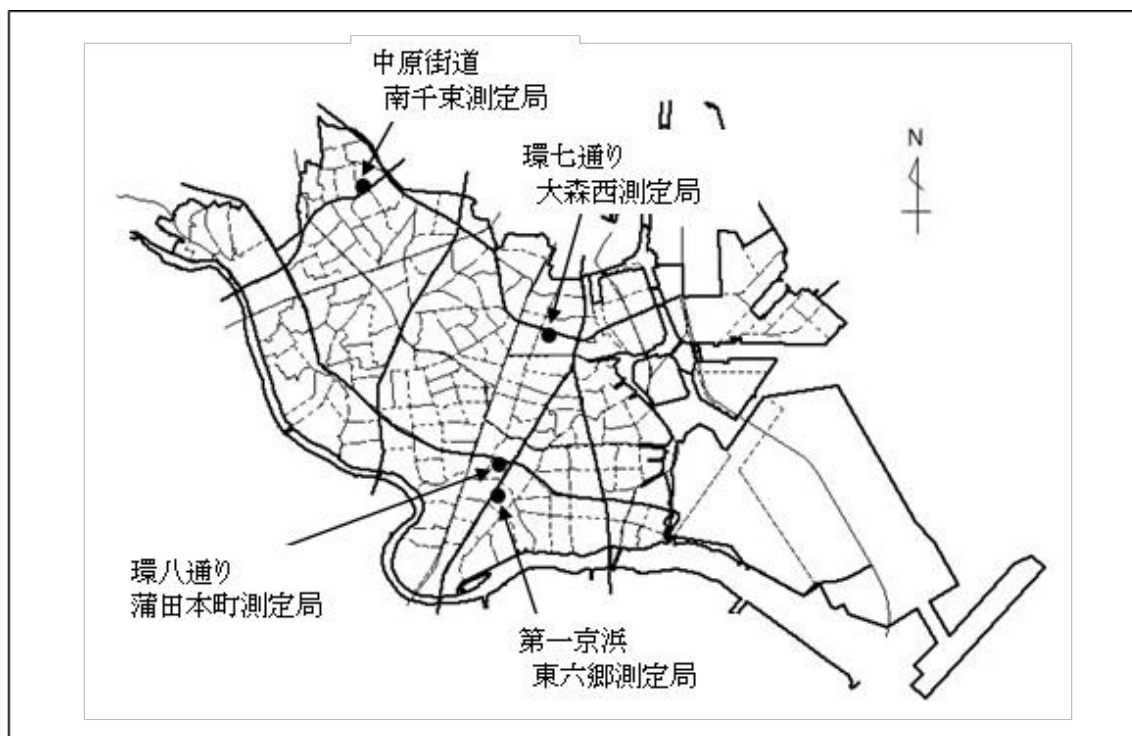 中原街道
南千束測定局
環七通り
大森西測定局
N
環八通り
蒲田本町測定局
第一京浜
東六郷測定局